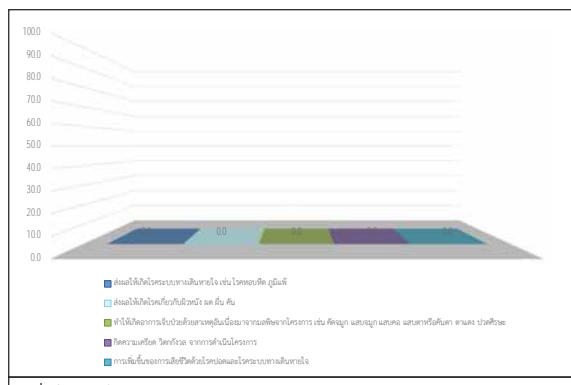 100.0
90.0
80.0
70.0
60.0
50.0
40.0
30.0
20.0
10.0
0.0
0.0 0.0 0.0 0.0 0.0
ส่งผลให้เกิดโรคระบบทางเดินหายใจ เช่น โรคหอบหืด ภูมิแพ้
ส่งผลให้เกิดโรคเกี่ยวกับผิวหนัง ผด ผื่น คัน
ทำให้เกิดอาการเจ็บป่วยด้วยสาเหตุอันเนื่องมาจากมลพิษจากโครงการ เช่น คัดจมูก แสบจมูก แสบคอ แสบตาหรือคันตา ตาแดง ปวดศีรษะ
เกิดความเครียด วิตกกังวล จากการดำเนินโครงการ
การเพิ่มขึ้นของการเสียชีวิตด้วยโรคปอดและโรคระบบทางเดินหายใจ